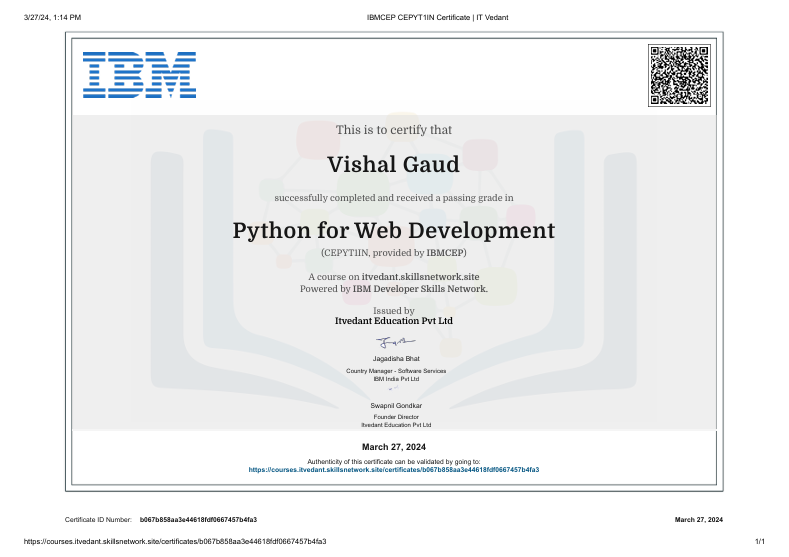 3/27/24, 1:14 PM
IBMCEP CEPYT1IN Certificate | IT Vedant
IBM
This is to certify that
Vishal Gaud
successfully completed and received a passing grade in
Python for Web Development
(CEPYT1IN, provided by IBMCEP)
A course on itvedant.skillsnetwork.site
Powered by IBM Developer Skills Network.
Issued by
Itvedant Education Pvt Ltd
Jagadisha Bhat
Country Manager - Software Services
IBM India Pvt Ltd
Swapnil Gondkar
Founder Director
Itvedant Education Pvt Ltd
March 27, 2024
Authenticity of this certificate can be validated by going to:
https://courses.itvedant.skillsnetwork.site/certificates/b067b858aa3e44618fdf0667457b4fa3
Certificate ID Number: b067b858aa3e44618fdf0667457b4fa3
March 27, 2024
https://courses.itvedant.skillsnetwork.site/certificates/b067b858aa3e44618fdf0667457b4fa3
1/1